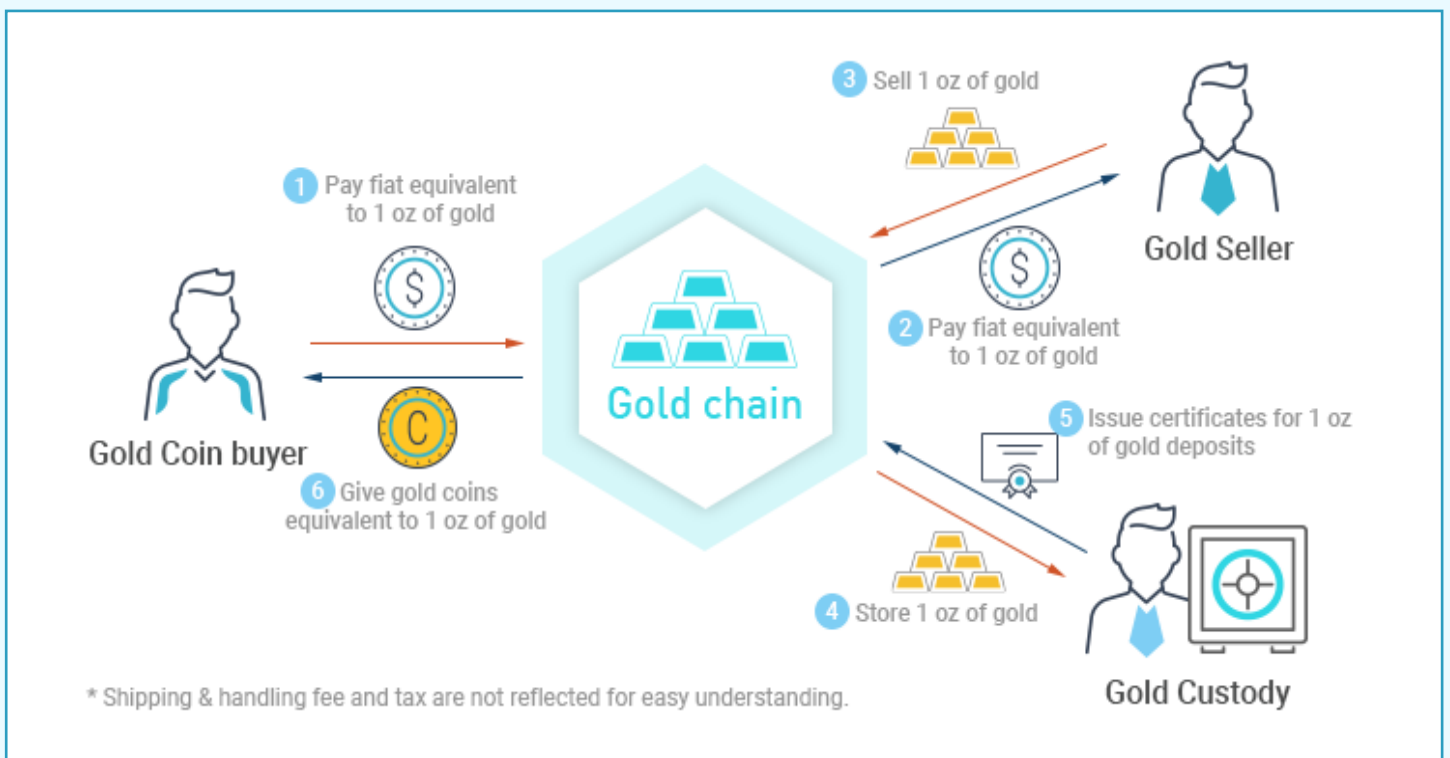 3 Sell 1 oz of gold
1 Pay fiat equivalent
to 1 oz of gold
$
Gold Seller
$
2 Pay fiat equivalent
to 1 oz of gold
Gold chain
C
Gold Coin buyer
6 Give gold coins
equivalent to 1 oz of gold
5 Issue certificates for 1 oz
of gold deposits
4 Store 1 oz of gold
Gold Custody
* Shipping & handling fee and tax are not reflected for easy understanding.